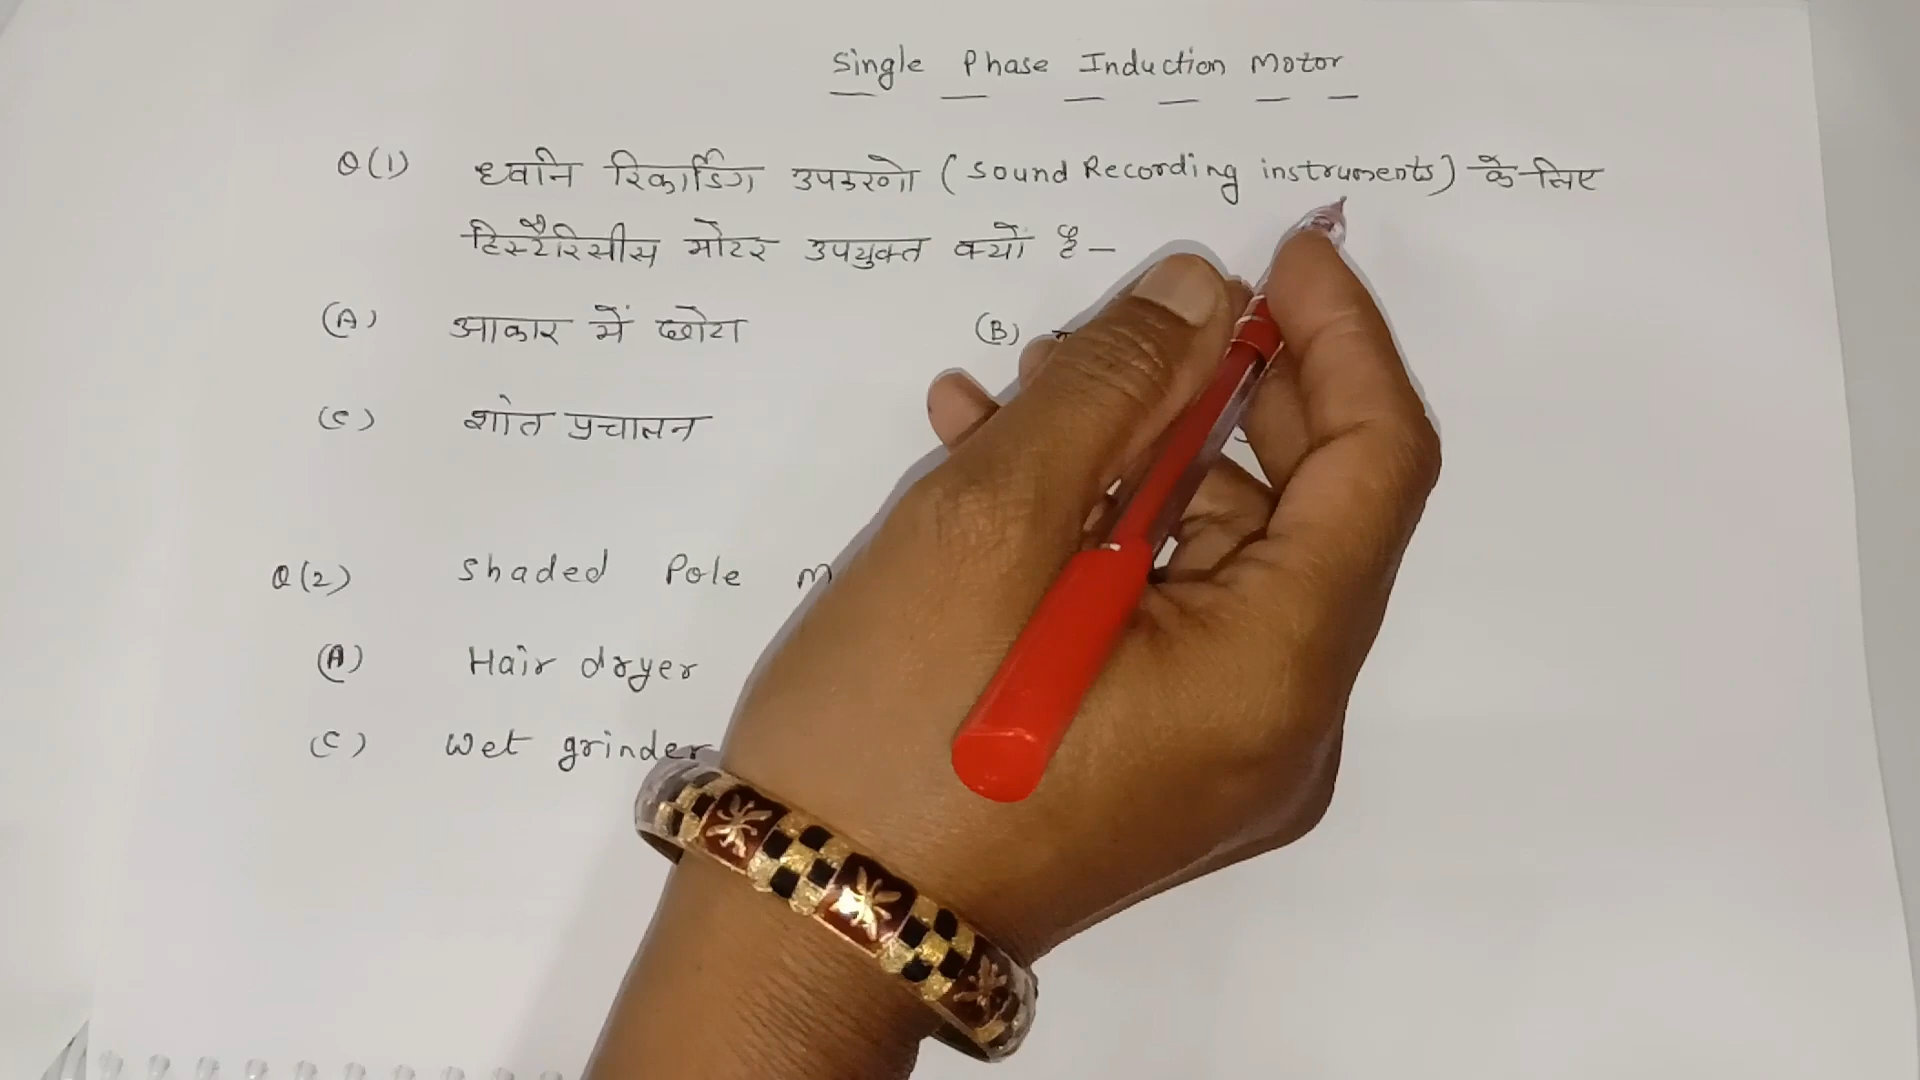 Single Phase Induction Motor
Q(1) ध्वनि रिकार्डिंग उपकरणो (Sound Recording instruments) के लिए
हिस्टैरिसीस मोटर उपयुक्त क्यों है -
(A) आकार में छोटा (B)
(C) शांत प्रचालन
Q(2) Shaded Pole
(A) Hair dryer
(C) Wet grinder